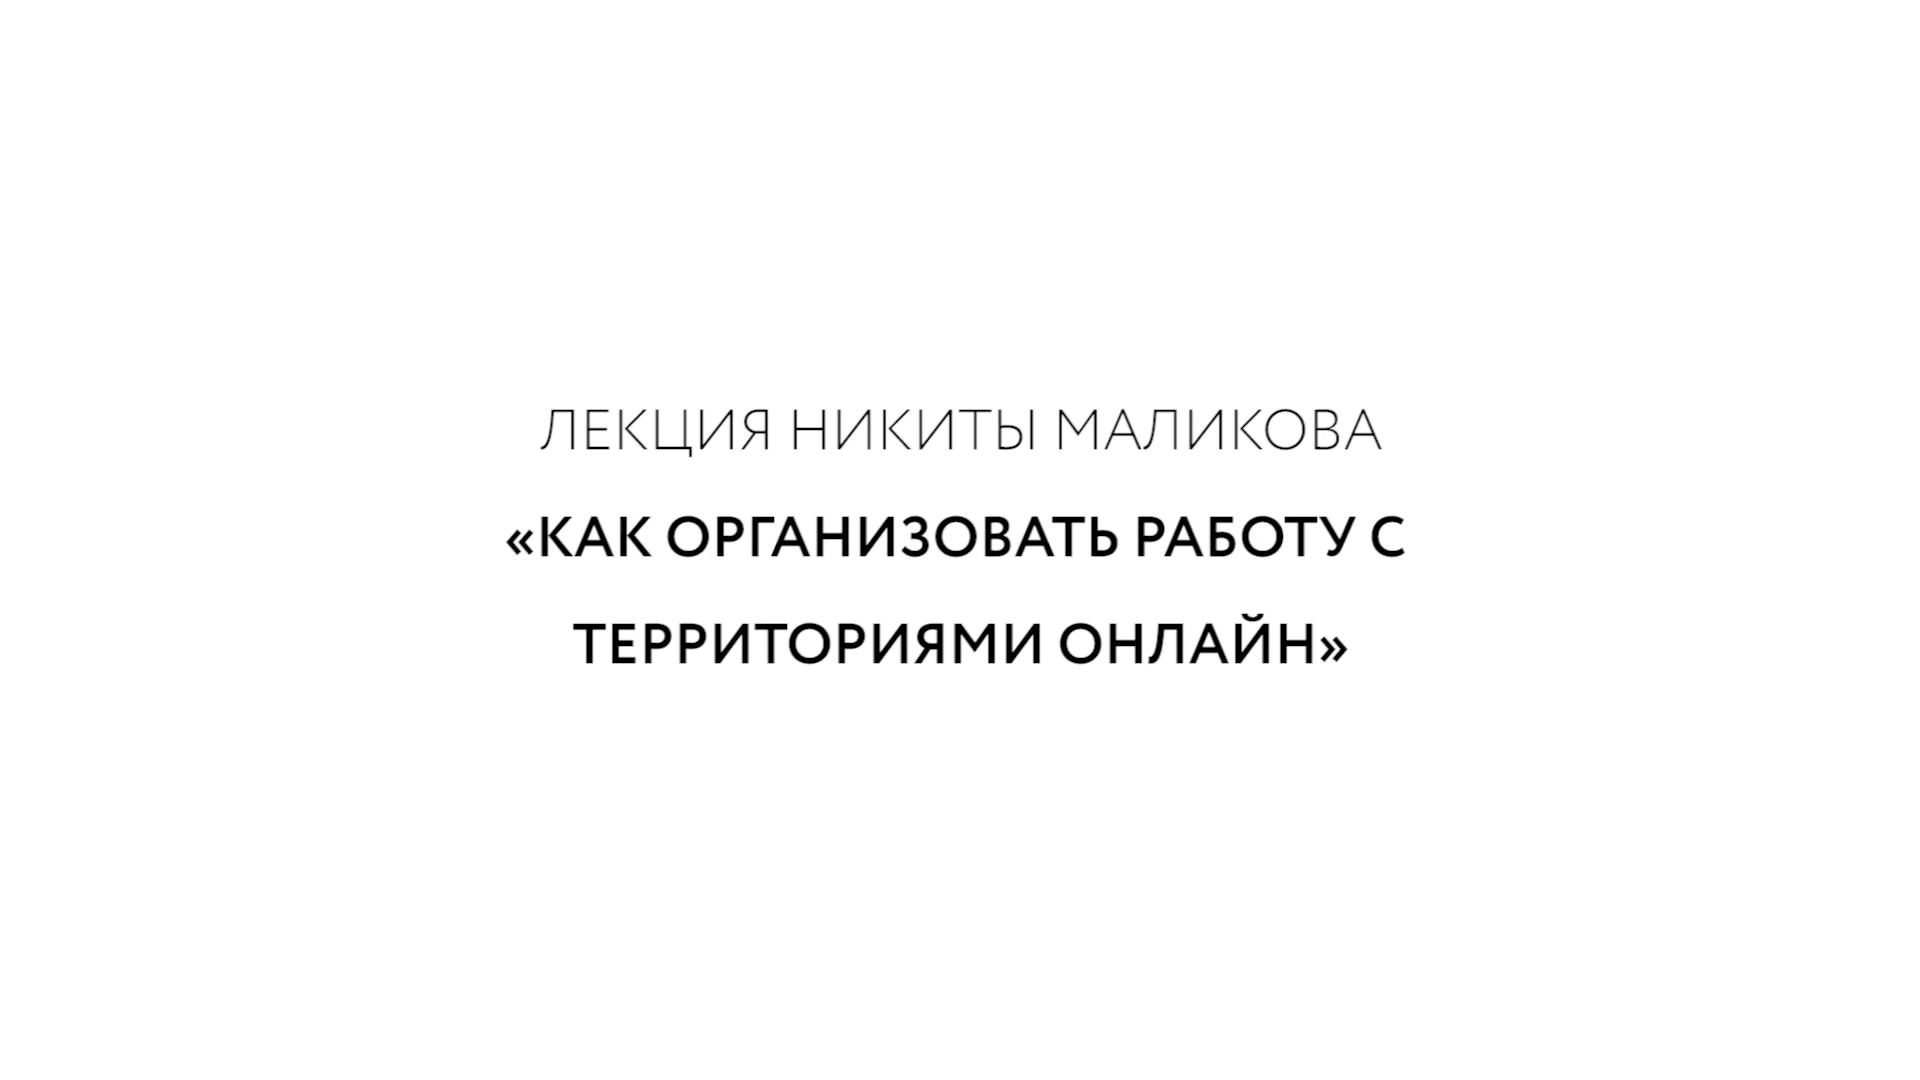 ЛЕКЦИЯ НИКИТЫ МАЛИКОВА
«КАК ОРГАНИЗОВАТЬ РАБОТУ С
ТЕРРИТОРИЯМИ ОНЛАЙН»